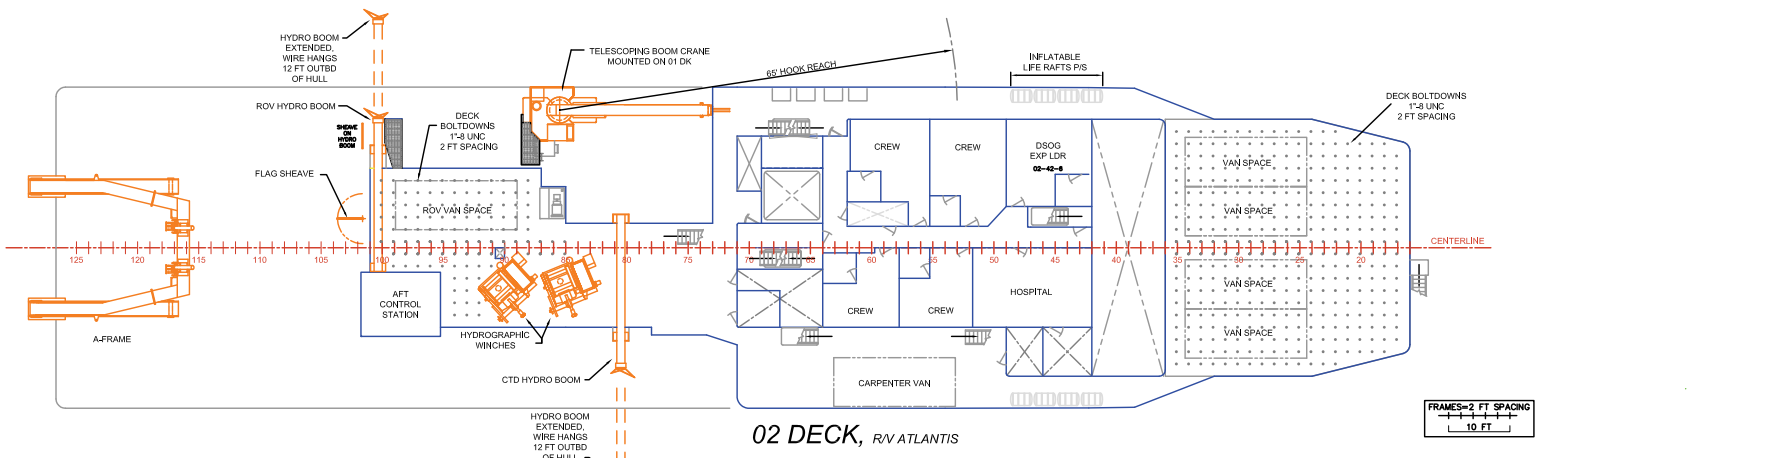 HYDRO BOOM
EXTENDED,
WIRE HANGS
12 FT OUTBD
OF HULL
ROV HYDRO BOOM
SHEAVE
ON
HYDRO
BOOM
FLAG SHEAVE
DECK
BOLTDOWNS
1"-8 UNC
2 FT SPACING
TELESCOPING BOOM CRANE
MOUNTED ON 01 DK
65' HOOK REACH
INFLATABLE
LIFE RAFTS P/S
DECK BOLTDOWNS
1"-8 UNC
2 FT SPACING
CREW
CREW
DSOG
EXP LDR
02-42-6
VAN SPACE
VAN SPACE
ROV VAN SPACE
CENTERLINE
125 120 115 110 105 100 95 90 85 80 75 70 65 60 55 50 45 40 35 30 25 20
AFT
CONTROL
STATION
HOSPITAL
VAN SPACE
VAN SPACE
CREW
CREW
A-FRAME
HYDROGRAPHIC
WINCHES
CTD HYDRO BOOM
CARPENTER VAN
HYDRO BOOM
EXTENDED,
WIRE HANGS
12 FT OUTBD
OF HULL
02 DECK, R/V ATLANTIS
FRAMES=2 FT SPACING
10 FT